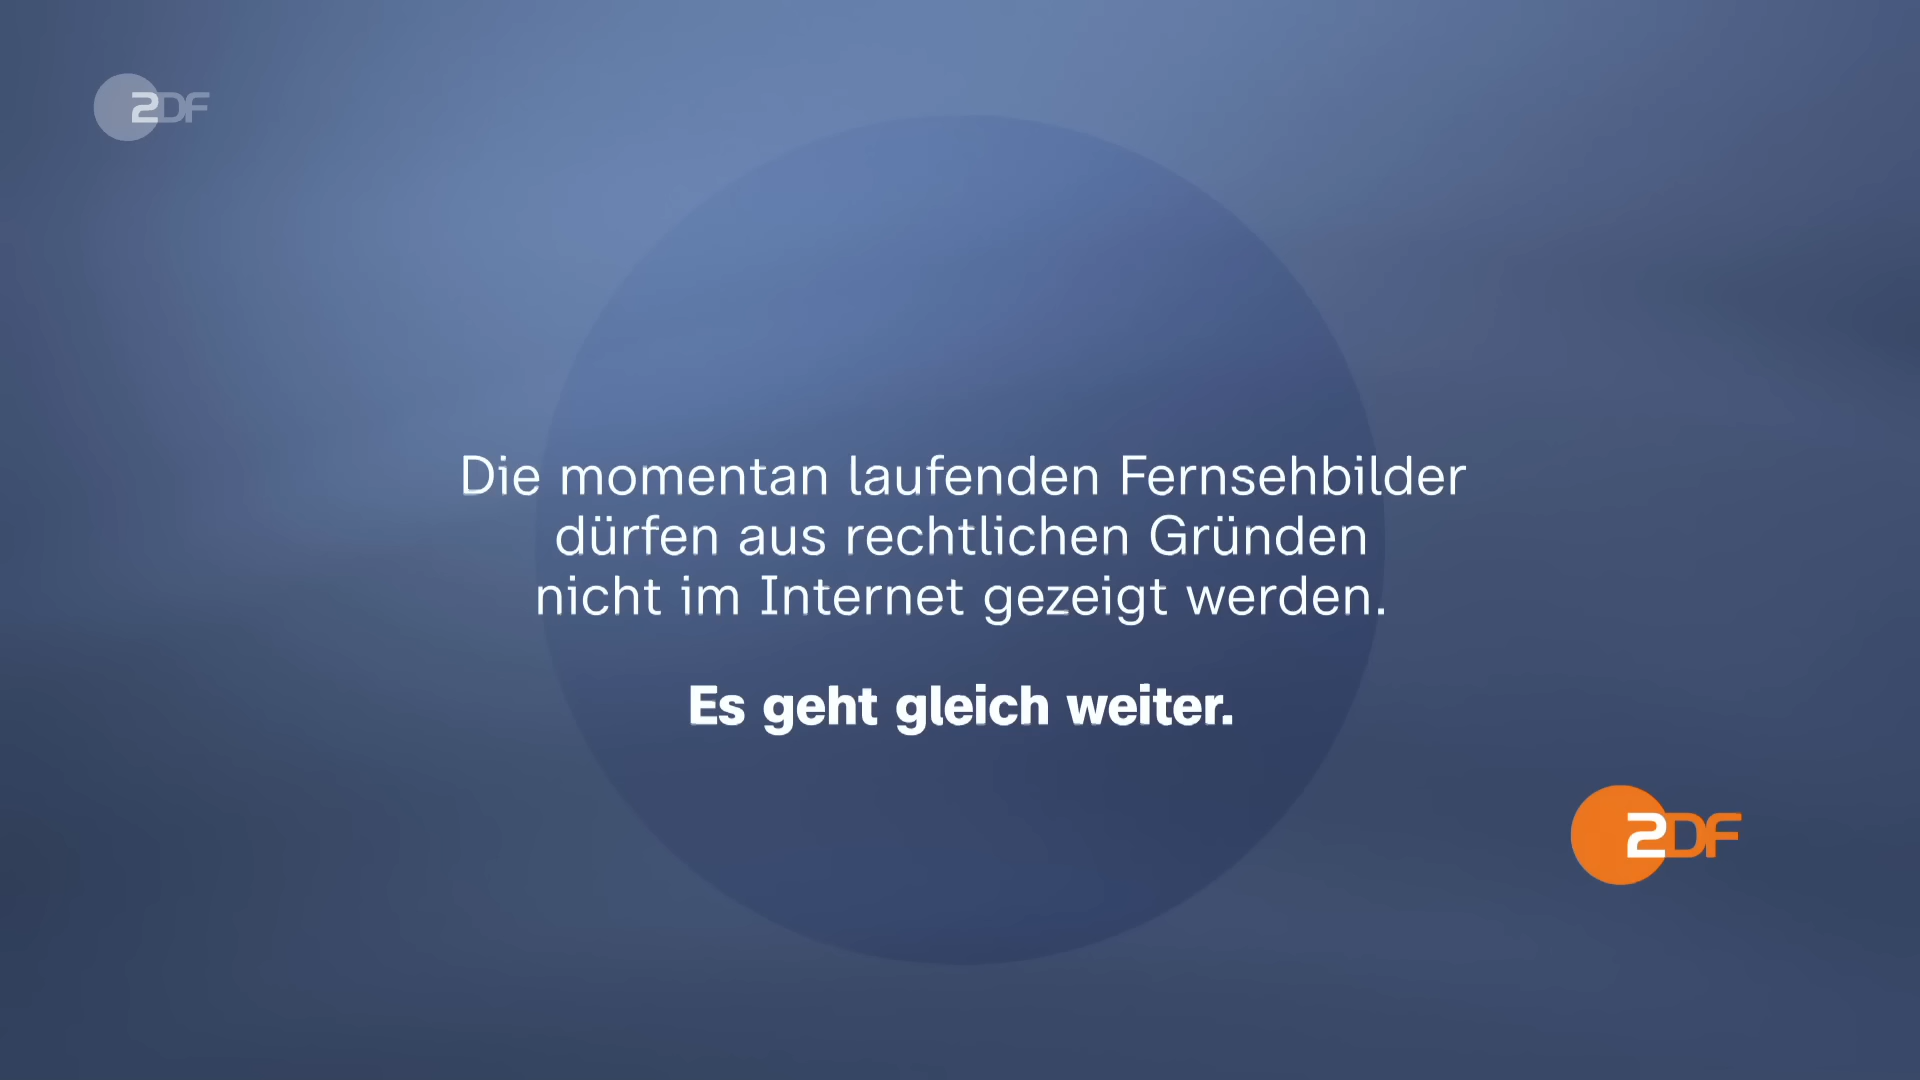 ZDF
Die momentan laufenden Fernsehbilder
dürfen aus rechtlichen Gründen
nicht im Internet gezeigt werden.
Es geht gleich weiter.
ZDF